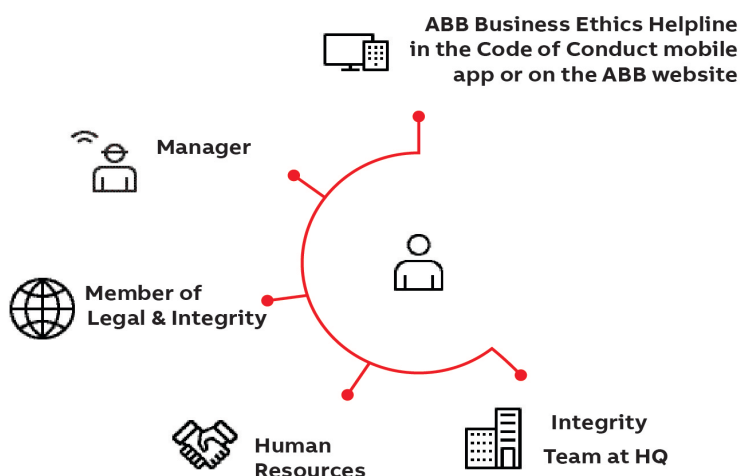 ABB Business Ethics Helpline
in the Code of Conduct mobile
app or on the ABB website
Manager
Member of
Legal & Integrity
Human
Resources
Integrity
Team at HQ